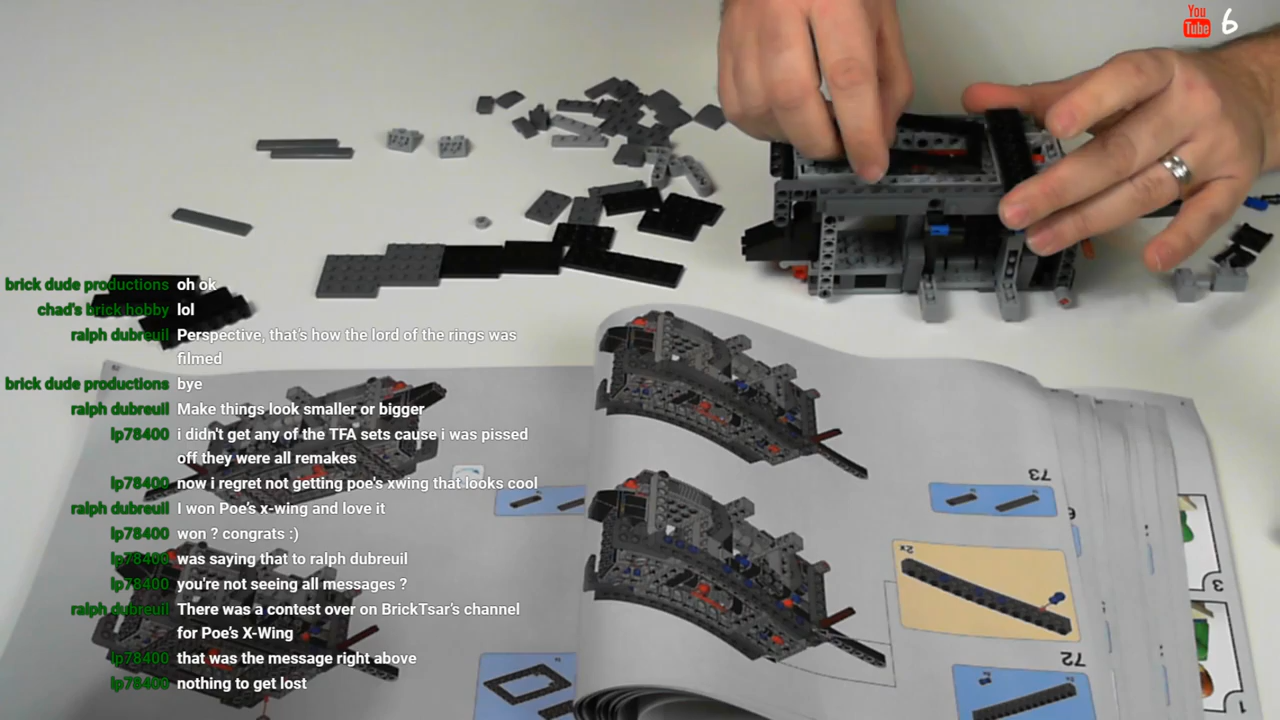 You
Tube 6
brick dude productions oh ok
chad's brick hobby lol
ralph dubreuil Perspective, that's how the lord of the rings was
filmed
brick dude productions bye
ralph dubreuil Make things look smaller or bigger
lp78400 i didn't get any of the TFA sets cause i was pissed
off they were all remakes
lp78400 now i regret not getting poe's xwing that looks cool
ralph dubreuil I won Poe's x-wing and love it
lp78400 won ? congrats :)
lp78400 was saying that to ralph dubreuil
lp78400 you're not seeing all messages ?
ralph dubreuil There was a contest over on BrickTsar's channel
for Poe's X-Wing
lp78400 that was the message right above
lp78400 nothing to get lost
73
2x
72
3
1